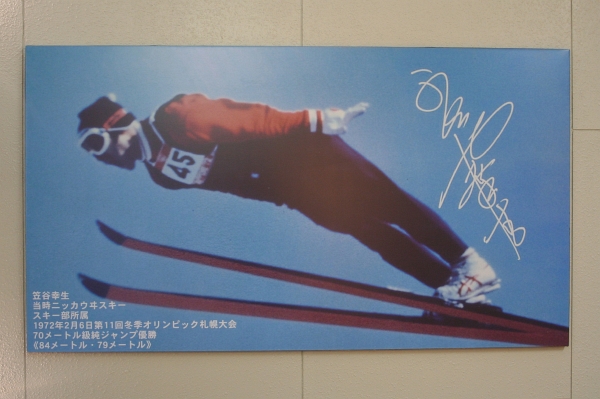 45
笠谷幸生
当時ニッカウヰスキー
スキー部所属
1972年2月6日第11回冬季オリンピック札幌大会
70メートル級純ジャンプ優勝
《84メートル・79メートル》